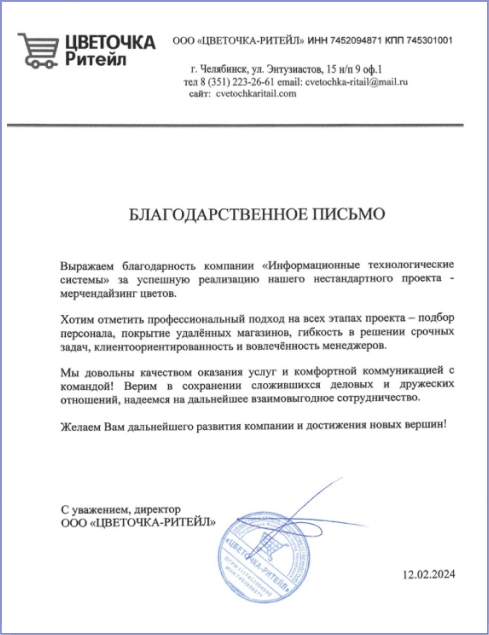 ЦВЕТОЧКА
Ритейл
ООО «ЦВЕТОЧКА-РИТЕЙЛ» ИНН 7452094871 КПП 745301001
г. Челябинск, ул. Энтузиастов, 15 н/п 9 оф.1
тел 8 (351) 223-26-61 email: cvetochka-ritail@mail.ru
сайт: cvetochkaritail.com
БЛАГОДАРСТВЕННОЕ ПИСЬМО
Выражаем благодарность компании «Информационные технологические
системы» за успешную реализацию нашего нестандартного проекта -
мерчендайзинг цветов.
Хотим отметить профессиональный подход на всех этапах проекта – подбор
персонала, покрытие удалённых магазинов, гибкость в решении срочных
задач, клиентоориентированность и вовлечённость менеджеров.
Мы довольны качеством оказания услуг и комфортной коммуникацией с
командой! Верим в сохранении сложившихся деловых и дружеских
отношений, надеемся на дальнейшее взаимовыгодное сотрудничество.
Желаем Вам дальнейшего развития компании и достижения новых вершин!
С уважением, директор
ООО «ЦВЕТОЧКА-РИТЕЙЛ»
«ЦВЕТОЧКА-
РИТЕЙЛ»
12.02.2024